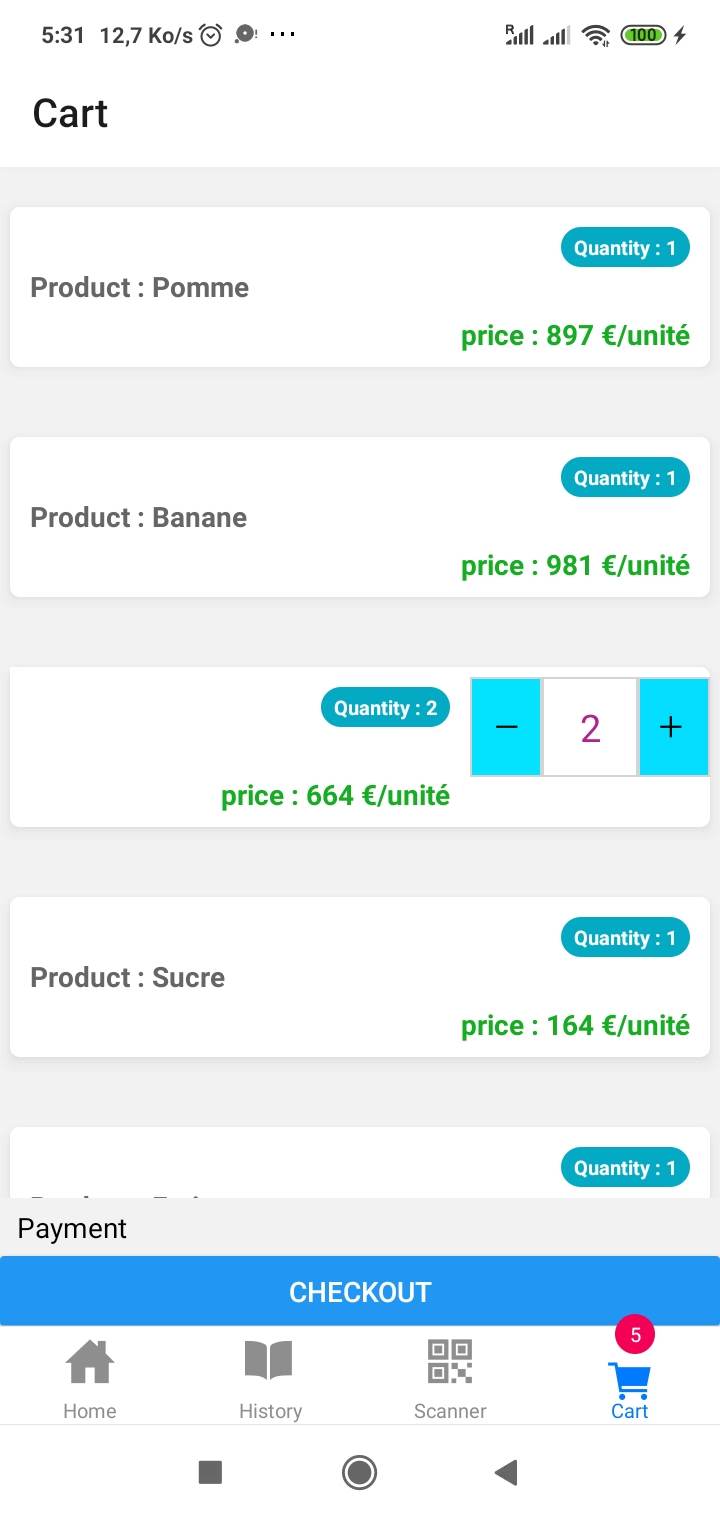 5:31 12,7 Ko/s ... R 100
Cart
Quantity : 1
Product : Pomme
price : 897 €/unité
Quantity : 1
Product : Banane
price : 981 €/unité
Quantity : 2
− 2 +
price : 664 €/unité
Quantity : 1
Product : Sucre
price : 164 €/unité
Quantity : 1
Payment
CHECKOUT
5
Home History Scanner Cart